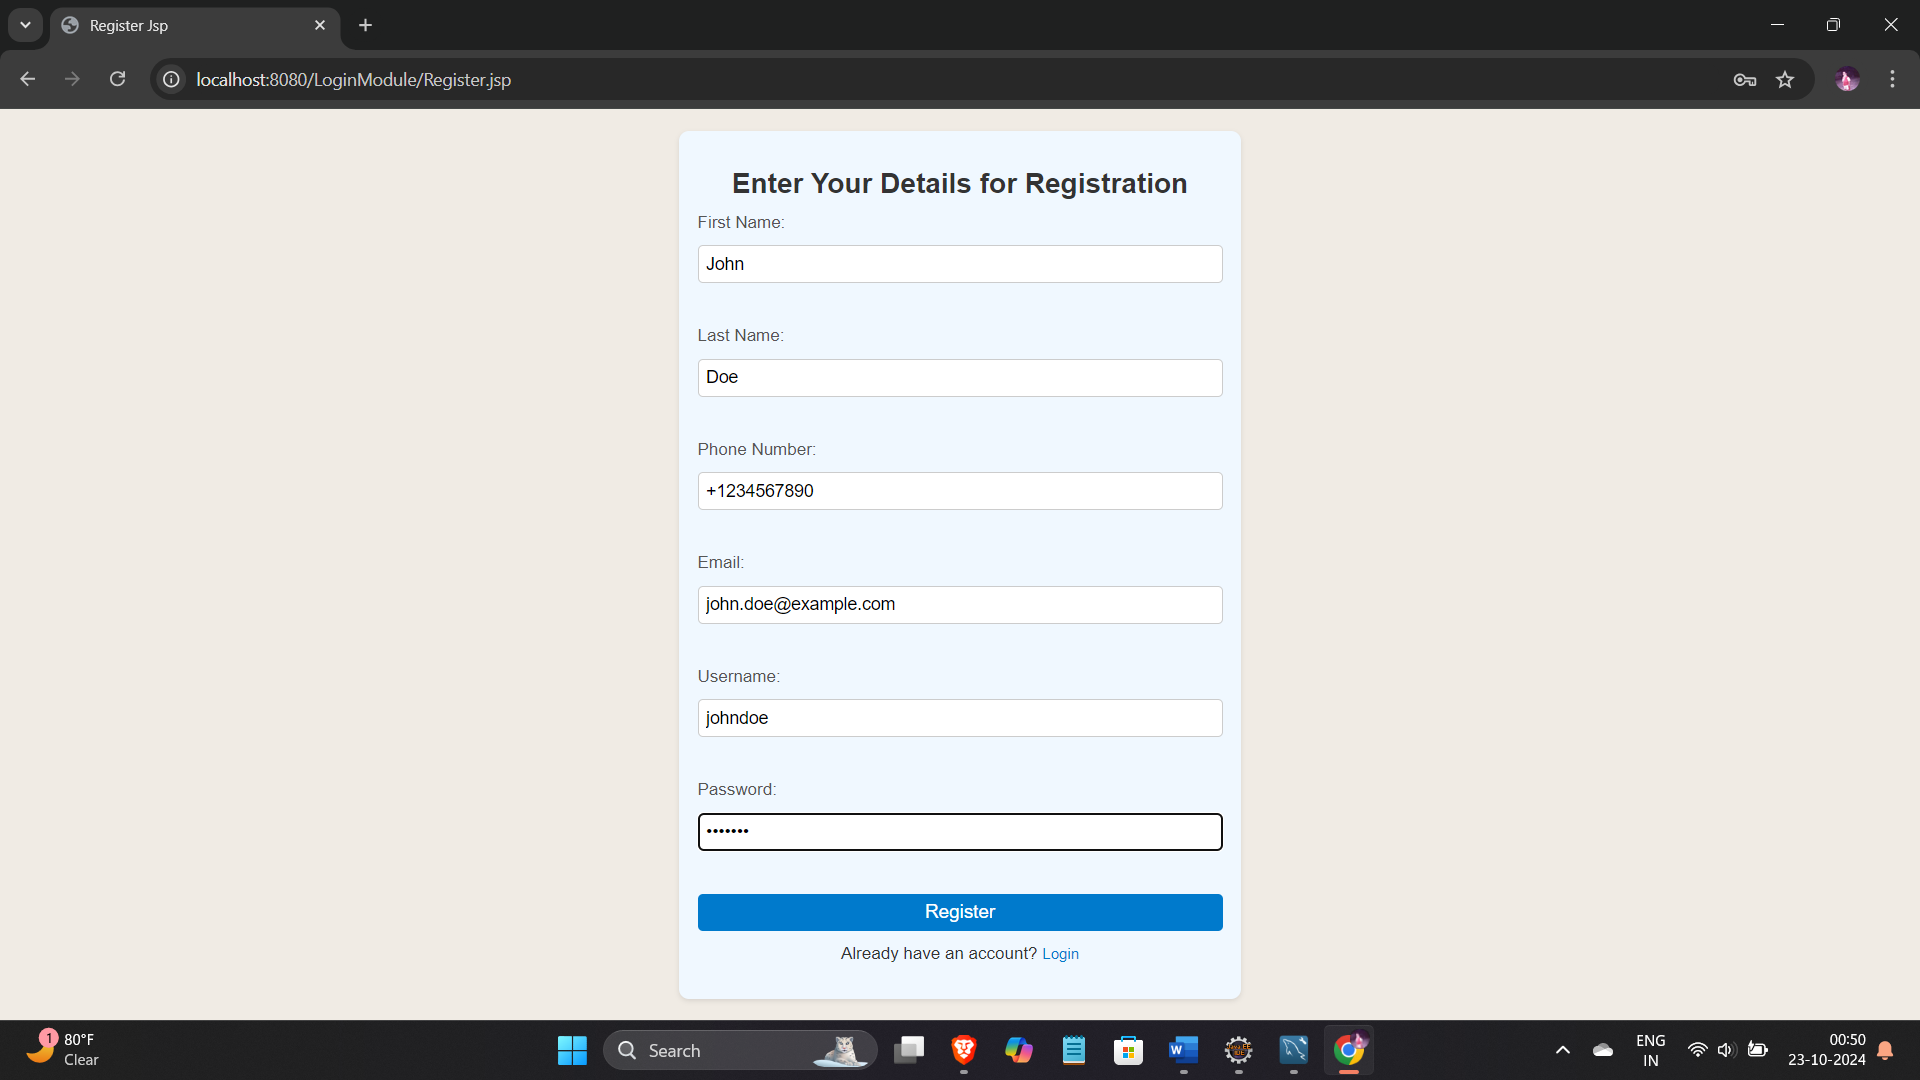 Register Jsp
localhost:8080/LoginModule/Register.jsp
Enter Your Details for Registration
First Name:
John
Last Name:
Doe
Phone Number:
+1234567890
Email:
john.doe@example.com
Username:
johndoe
Password:
•••••••
Register
Already have an account? Login
1
80°F
Clear
Search
W
ENG
IN
00:50
23-10-2024